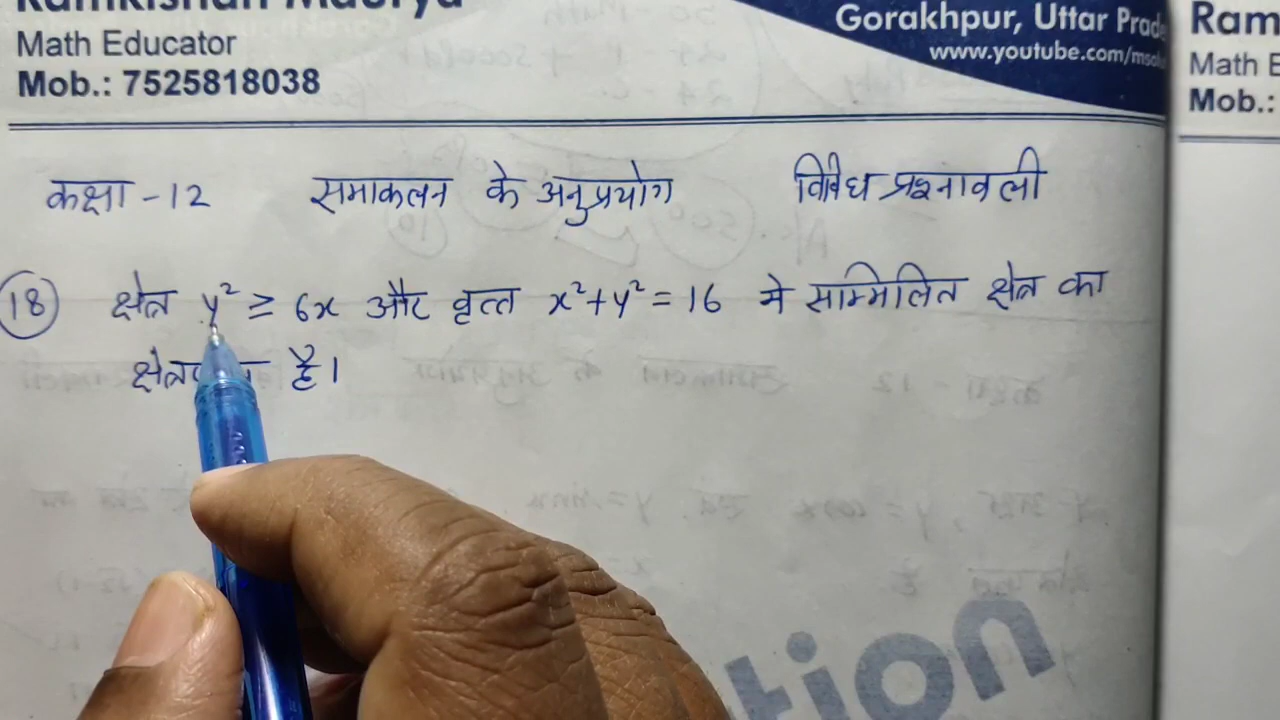 Math Educator
Mob.: 7525818038
Gorakhpur, Uttar Prade
www.youtube.com/msolu
Ram
Math E
Mob.:
कक्षा - 12 समाकलन के अनुप्रयोग विविध प्रश्नावली
18 क्षेत्र y² ≥ 6x और वृत्त x² + y² = 16 मे सम्मिलित क्षेत्र का
है।